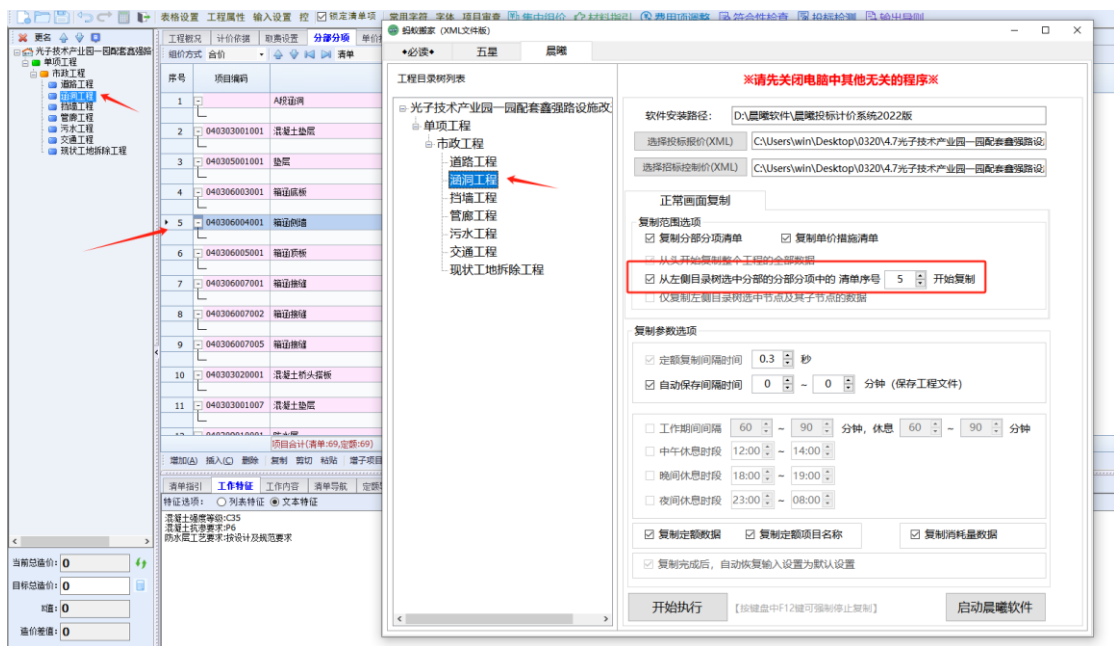 表格设置 工程属性 输入设置 控 锁定清单项 常用字符 字体 项目审查 集中组价 材料指引 费用项调整 符合性检查 投标检测 输出导则
更名
光子技术产业园一园配套鑫强路
单项工程
市政工程
道路工程
涵洞工程
挡墙工程
管廊工程
污水工程
交通工程
现状工地拆除工程
当前总造价: 0
目标总造价: 0
K值: 0
造价差值: 0
工程概况 计价依据 取费设置 分部分项 单价
组价方式 合价 清单
序号 项目编码
1 A段涵洞
2 040303001001 混凝土垫层
3 040305001001 垫层
4 040306003001 箱涵底板
5 040306004001 箱涵侧墙
6 040306005001 箱涵顶板
7 040306007001 箱涵接缝
8 040306007002 箱涵接缝
9 040306007005 箱涵接缝
10 040303020001 混凝土桥头搭板
11 040303001007 混凝土垫层
项目合计(清单:69,定额:69)
增加(A) 插入(C) 删除 复制 剪切 粘贴 增子项目
清单指引 工作特征 工作内容 清单导航
特征选项: 列表特征 文本特征
混凝土强度等级:C35
混凝土抗渗要求:P6
防水层工艺要求:按设计及规范要求
蚂蚁搬家 (XML文件版)
♦必读♦ 五星 晨曦
工程目录树列表
光子技术产业园一园配套鑫强路设施改
单项工程
市政工程
道路工程
涵洞工程
挡墙工程
管廊工程
污水工程
交通工程
现状工地拆除工程
※请先关闭电脑中其他无关的程序※
软件安装路径: D:\晨曦软件\晨曦投标计价系统2022版
选择投标报价(XML) C:\Users\win\Desktop\0320\4.7光子技术产业园一园配套鑫强路设
选择招标控制价(XML) C:\Users\win\Desktop\0320\4.7光子技术产业园一园配套鑫强路设
正常画面复制
复制范围选项
复制分部分项清单 复制单价措施清单
从头开始复制整个工程的全部数据
从左侧目录树选中分部的分部分项中的 清单序号 5 开始复制
仅复制左侧目录树选中节点及其子节点的数据
复制参数选项
定额复制间隔时间 0.3 秒
自动保存间隔时间 0 ~ 0 分钟 (保存工程文件)
工作期间间隔 60 ~ 90 分钟, 休息 60 ~ 90 分钟
中午休息时段 12:00 ~ 14:00
晚间休息时段 18:00 ~ 19:00
夜间休息时段 23:00 ~ 08:00
复制定额数据 复制定额项目名称 复制消耗量数据
复制完成后, 自动恢复输入设置为默认设置
开始执行 【按键盘中F12键可强制停止复制】 启动晨曦软件